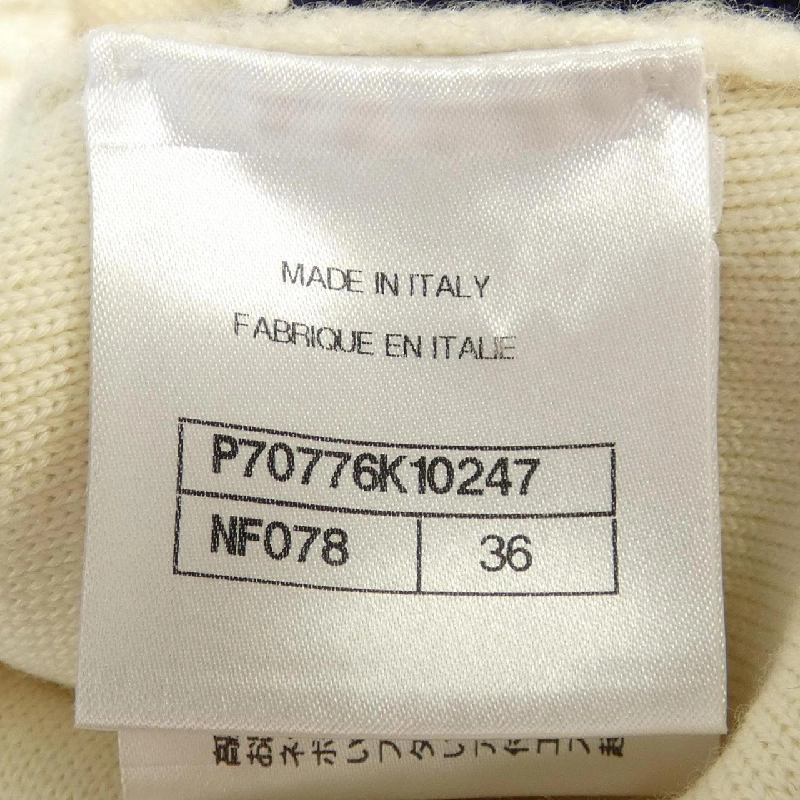 MADE IN ITALY
FABRIQUE EN ITALIE
P70776K10247
NF078 36